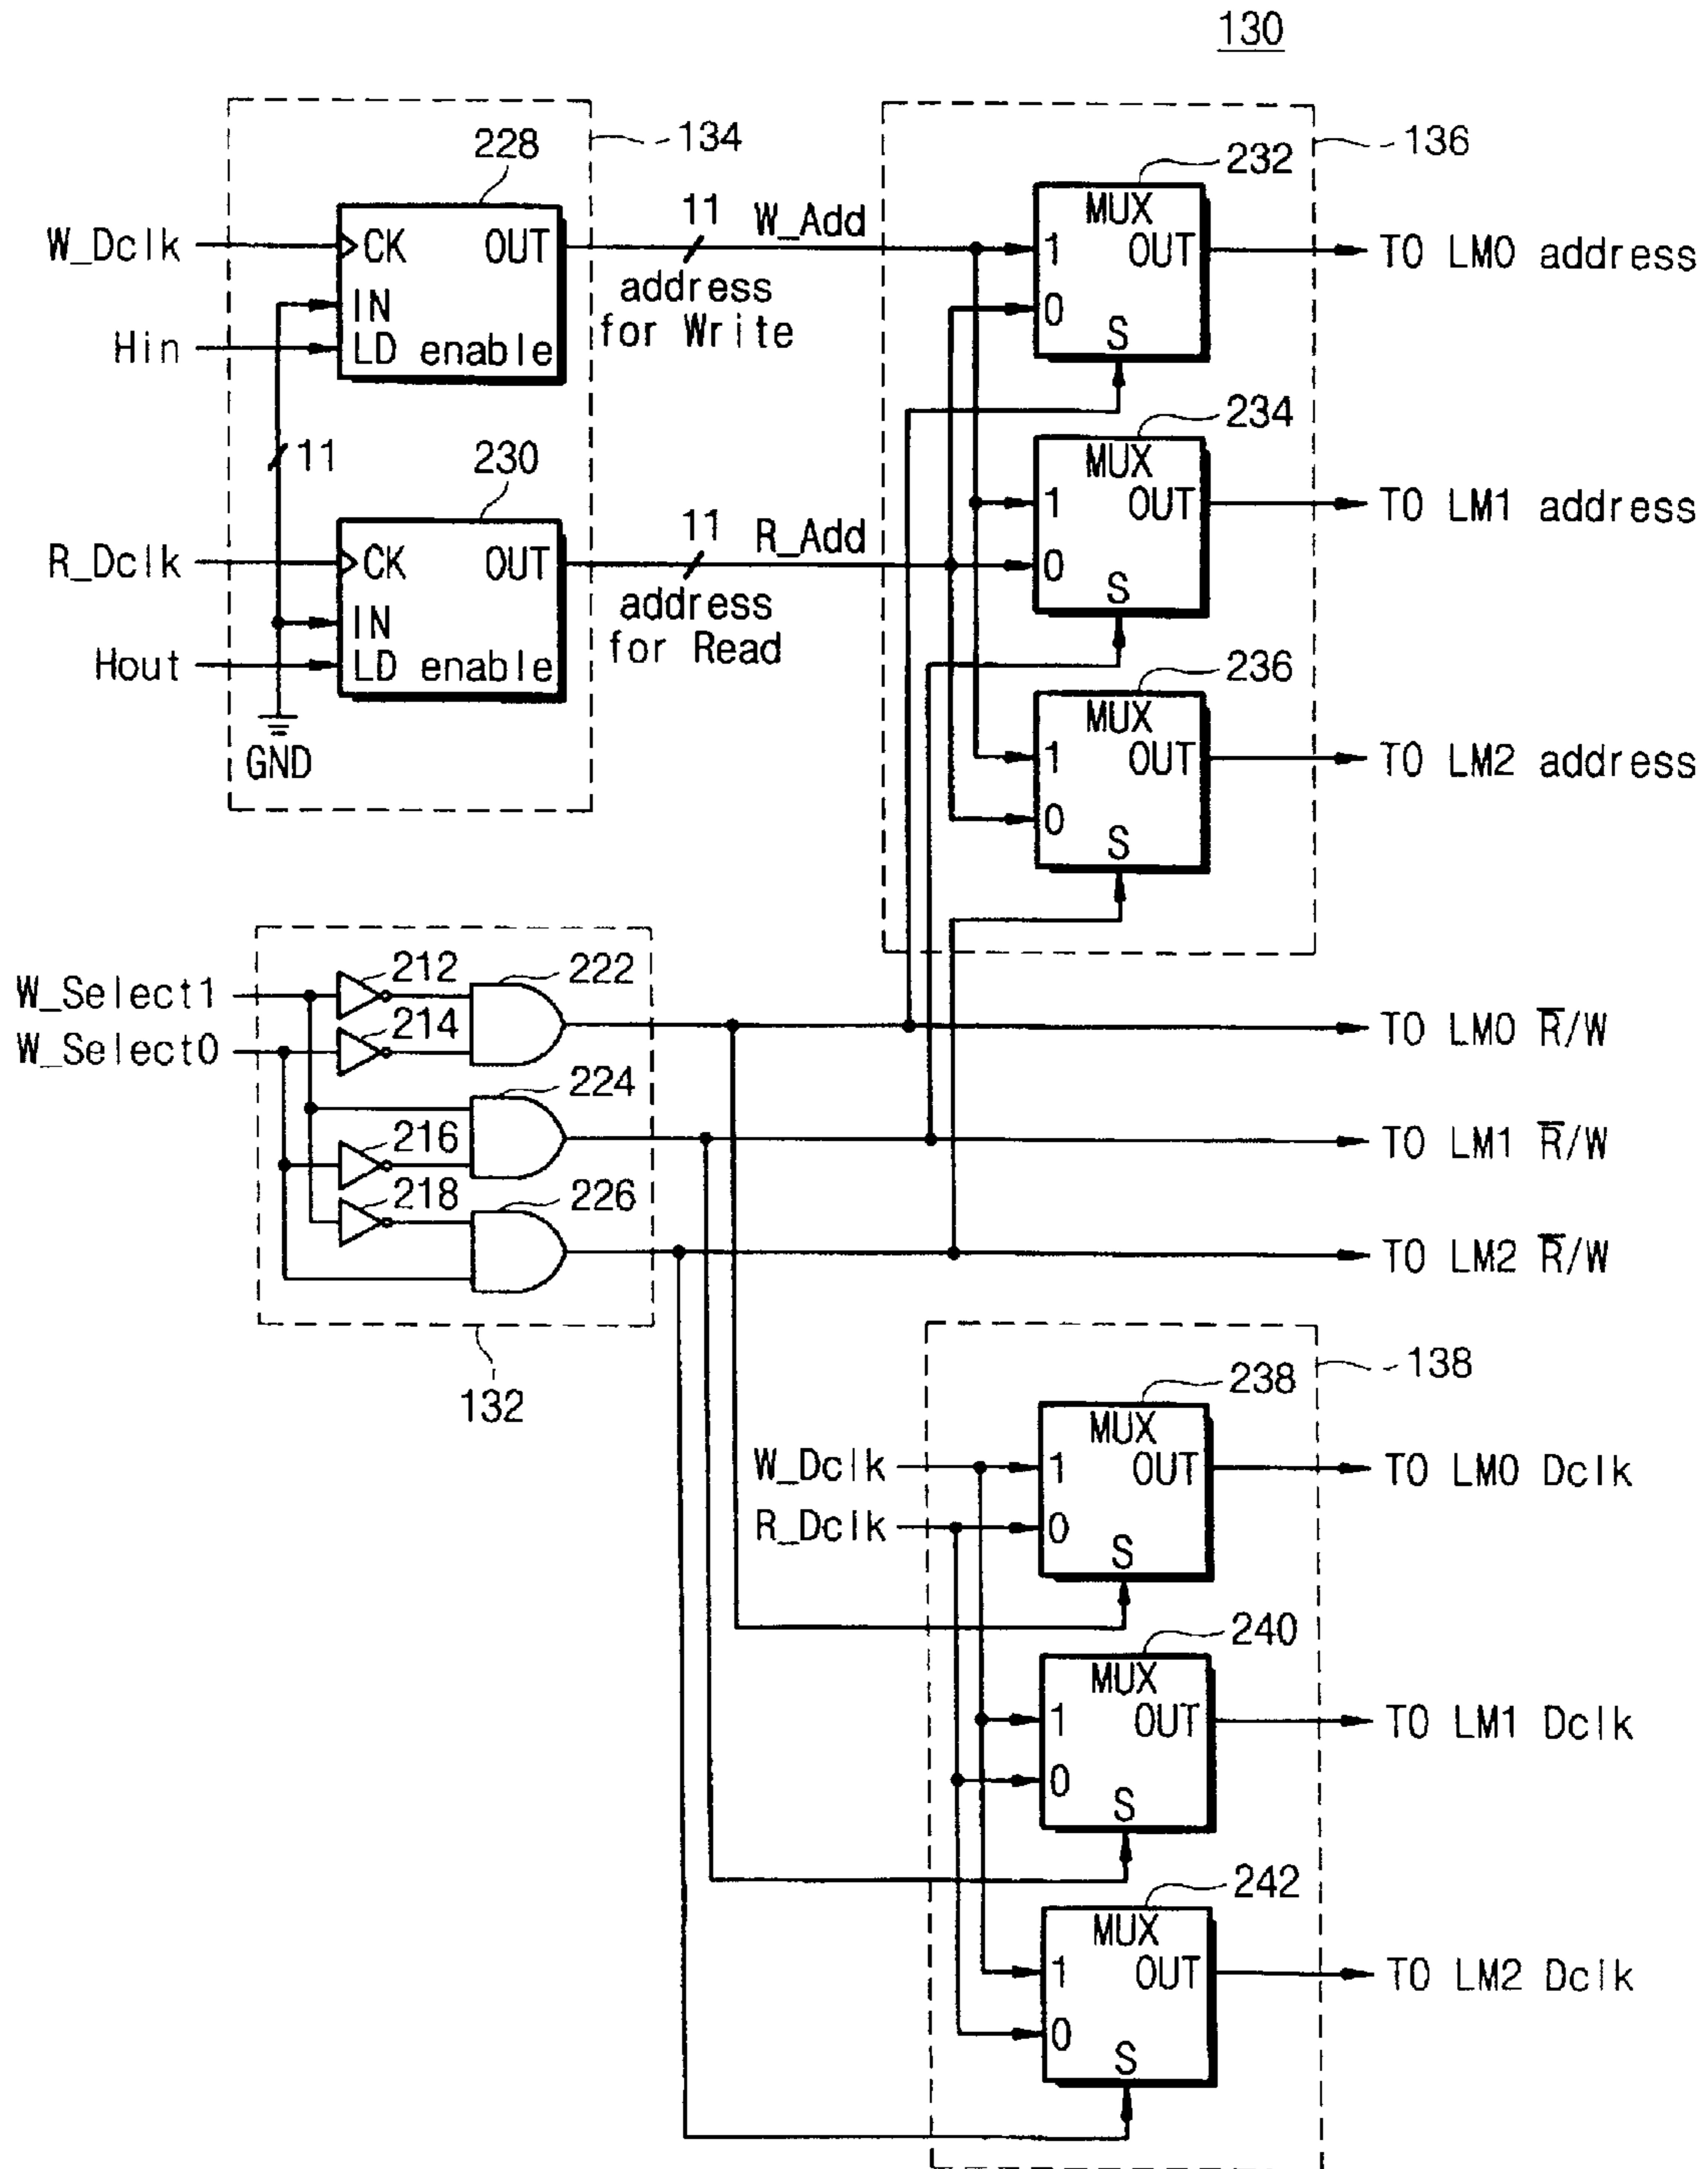 130
134
228
W_Dclk
CK
OUT
IN
Hin
LD enable
11
W_Add
address
for Write
11
230
R_Dclk
CK
OUT
IN
Hout
LD enable
11
R_Add
address
for Read
GND
136
232
MUX
1
OUT
0
S
TO LM0 address
234
MUX
1
OUT
0
S
TO LM1 address
236
MUX
1
OUT
0
S
TO LM2 address
W_Select1
W_Select0
212
222
214
224
216
218
226
132
TO LM0 R̅/W
TO LM1 R̅/W
TO LM2 R̅/W
138
238
W_Dclk
R_Dclk
MUX
1
OUT
0
S
TO LM0 Dclk
240
MUX
1
OUT
0
S
TO LM1 Dclk
242
MUX
1
OUT
0
S
TO LM2 Dclk